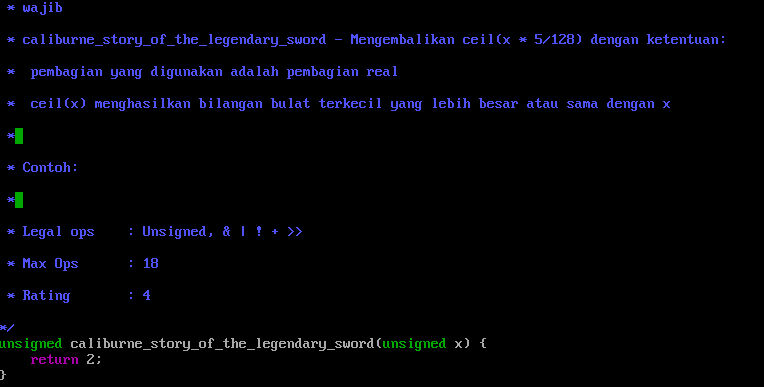 * wajib
* caliburne_story_of_the_legendary_sword - Mengembalikan ceil(x * 5/128) dengan ketentuan:
*  pembagian yang digunakan adalah pembagian real
*  ceil(x) menghasilkan bilangan bulat terkecil yang lebih besar atau sama dengan x
*
* Contoh:
*
* Legal ops    : Unsigned, & | ! + >>
* Max Ops      : 18
* Rating       : 4
*/
unsigned caliburne_story_of_the_legendary_sword(unsigned x) {
    return 2;
}